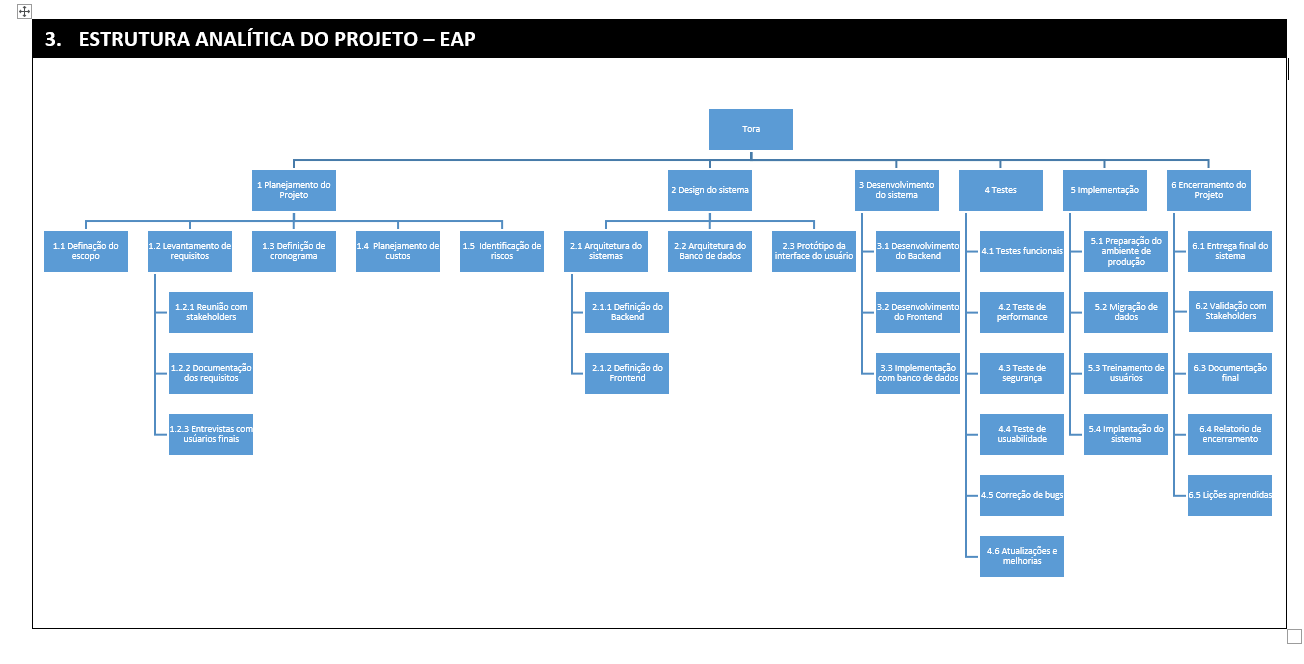 3. ESTRUTURA ANALÍTICA DO PROJETO – EAP
Tora
1 Planejamento do
Projeto
2 Design do sistema
3 Desenvolvimento
do sistema
4 Testes
5 Implementação
6 Encerramento do
Projeto
1.1 Definação do
escopo
1.2 Levantamento de
requisitos
1.3 Definição de
cronograma
1.4 Planejamento de
custos
1.5 Identificação de
riscos
2.1 Arquitetura do
sistemas
2.2 Arquitetura do
Banco de dados
2.3 Protótipo da
interface do usuário
3.1 Desenvolvimento
do Backend
4.1 Testes funcionais
5.1 Preparação do
ambiente de
produção
6.1 Entrega final do
sistema
1.2.1 Reunião com
stakeholders
2.1.1 Definição do
Backend
3.2 Desenvolvimento
do Frontend
4.2 Teste de
performance
5.2 Migração de
dados
6.2 Validação com
Stakeholders
1.2.2 Documentação
dos requisitos
2.1.2 Definição do
Frontend
3.3 Implementação
com banco de dados
4.3 Teste de
segurança
5.3 Treinamento de
usuários
6.3 Documentação
final
1.2.3 Entrevistas com
usúarios finais
4.4 Teste de
usuabilidade
5.4 Implantação do
sistema
6.4 Relatorio de
encerramento
4.5 Correção de bugs
6.5 Lições aprendidas
4.6 Atualizações e
melhorias